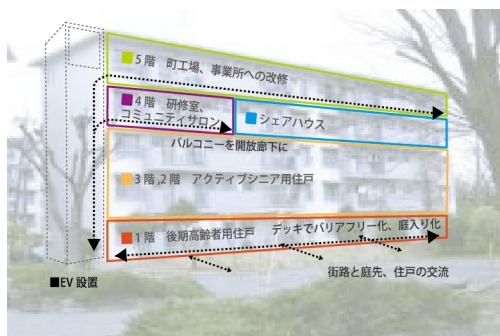 ■5階 町工場、事業所への改修
■4階 研修室、
コミュニティサロン
■シェアハウス
バルコニーを開放廊下に
■3階,2階 アクティブシニア用住戸
■1階 後期高齢者用住戸 デッキでバリアフリー化、庭入り化
■EV設置
街路と庭先、住戸の交流